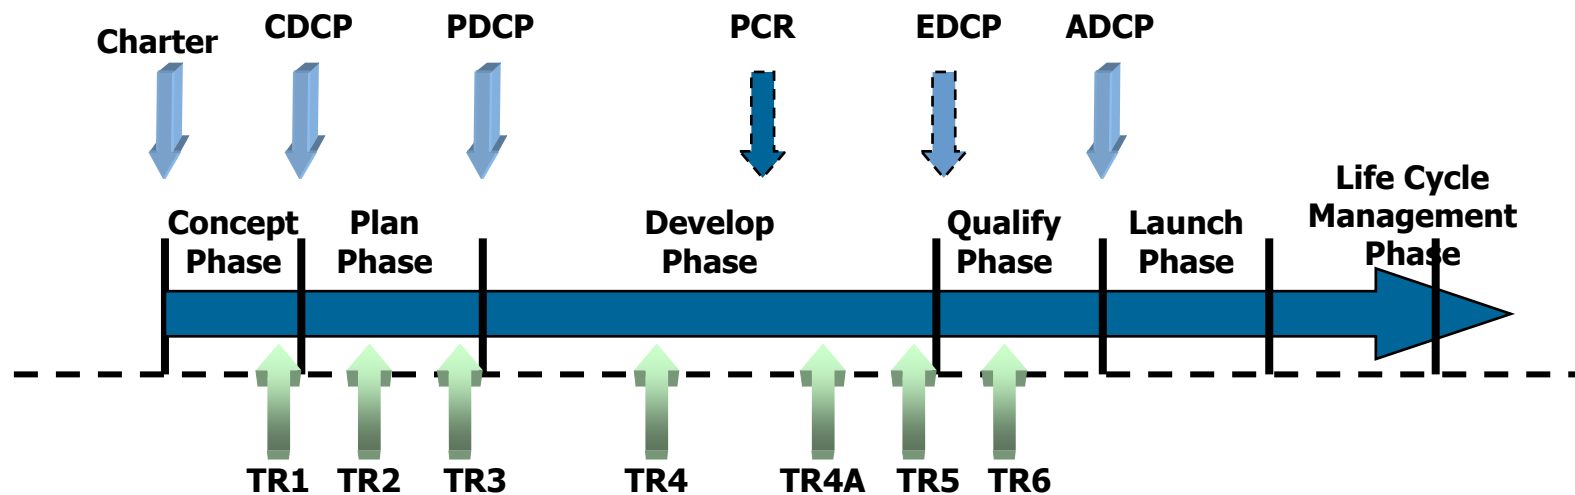 Charter
CDCP
PDCP
PCR
EDCP
ADCP
Concept
Phase
Plan
Phase
Develop
Phase
Qualify
Phase
Launch
Phase
Life Cycle
Management
Phase
TR1
TR2
TR3
TR4
TR4A
TR5
TR6